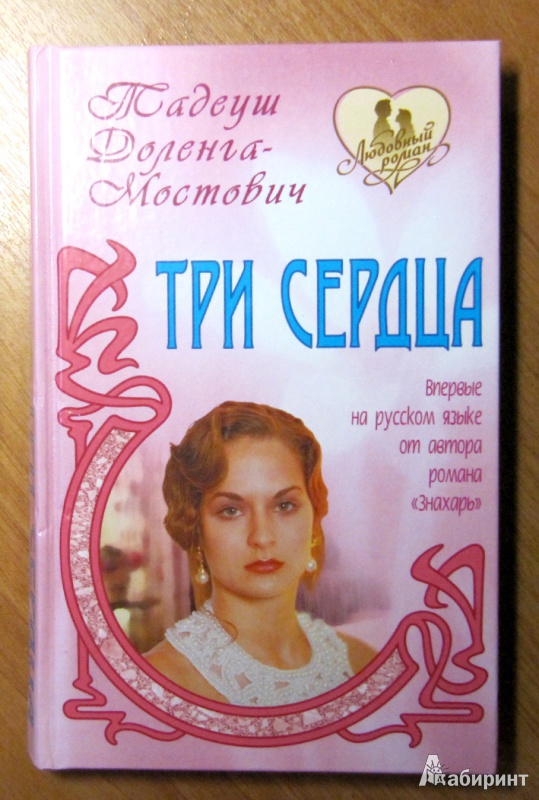 Тадеуш
Доленга-
Мостович
Любовный
роман
ТРИ СЕРДЦА
Впервые
на русском языке
от автора
романа
«Знахарь»
Лабиринт